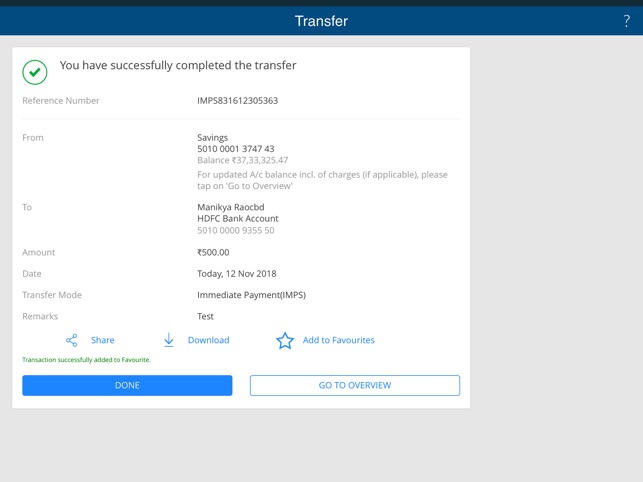 Transfer
?
You have successfully completed the transfer
Reference Number IMPS831612305363
From Savings
5010 0001 3747 43
Balance ₹37,33,325.47
For updated A/c balance incl. of charges (if applicable), please
tap on 'Go to Overview'
To Manikya Raocbd
HDFC Bank Account
5010 0000 9355 50
Amount ₹500.00
Date Today, 12 Nov 2018
Transfer Mode Immediate Payment(IMPS)
Remarks Test
Share Download Add to Favourites
Transaction successfully added to Favourite.
DONE GO TO OVERVIEW